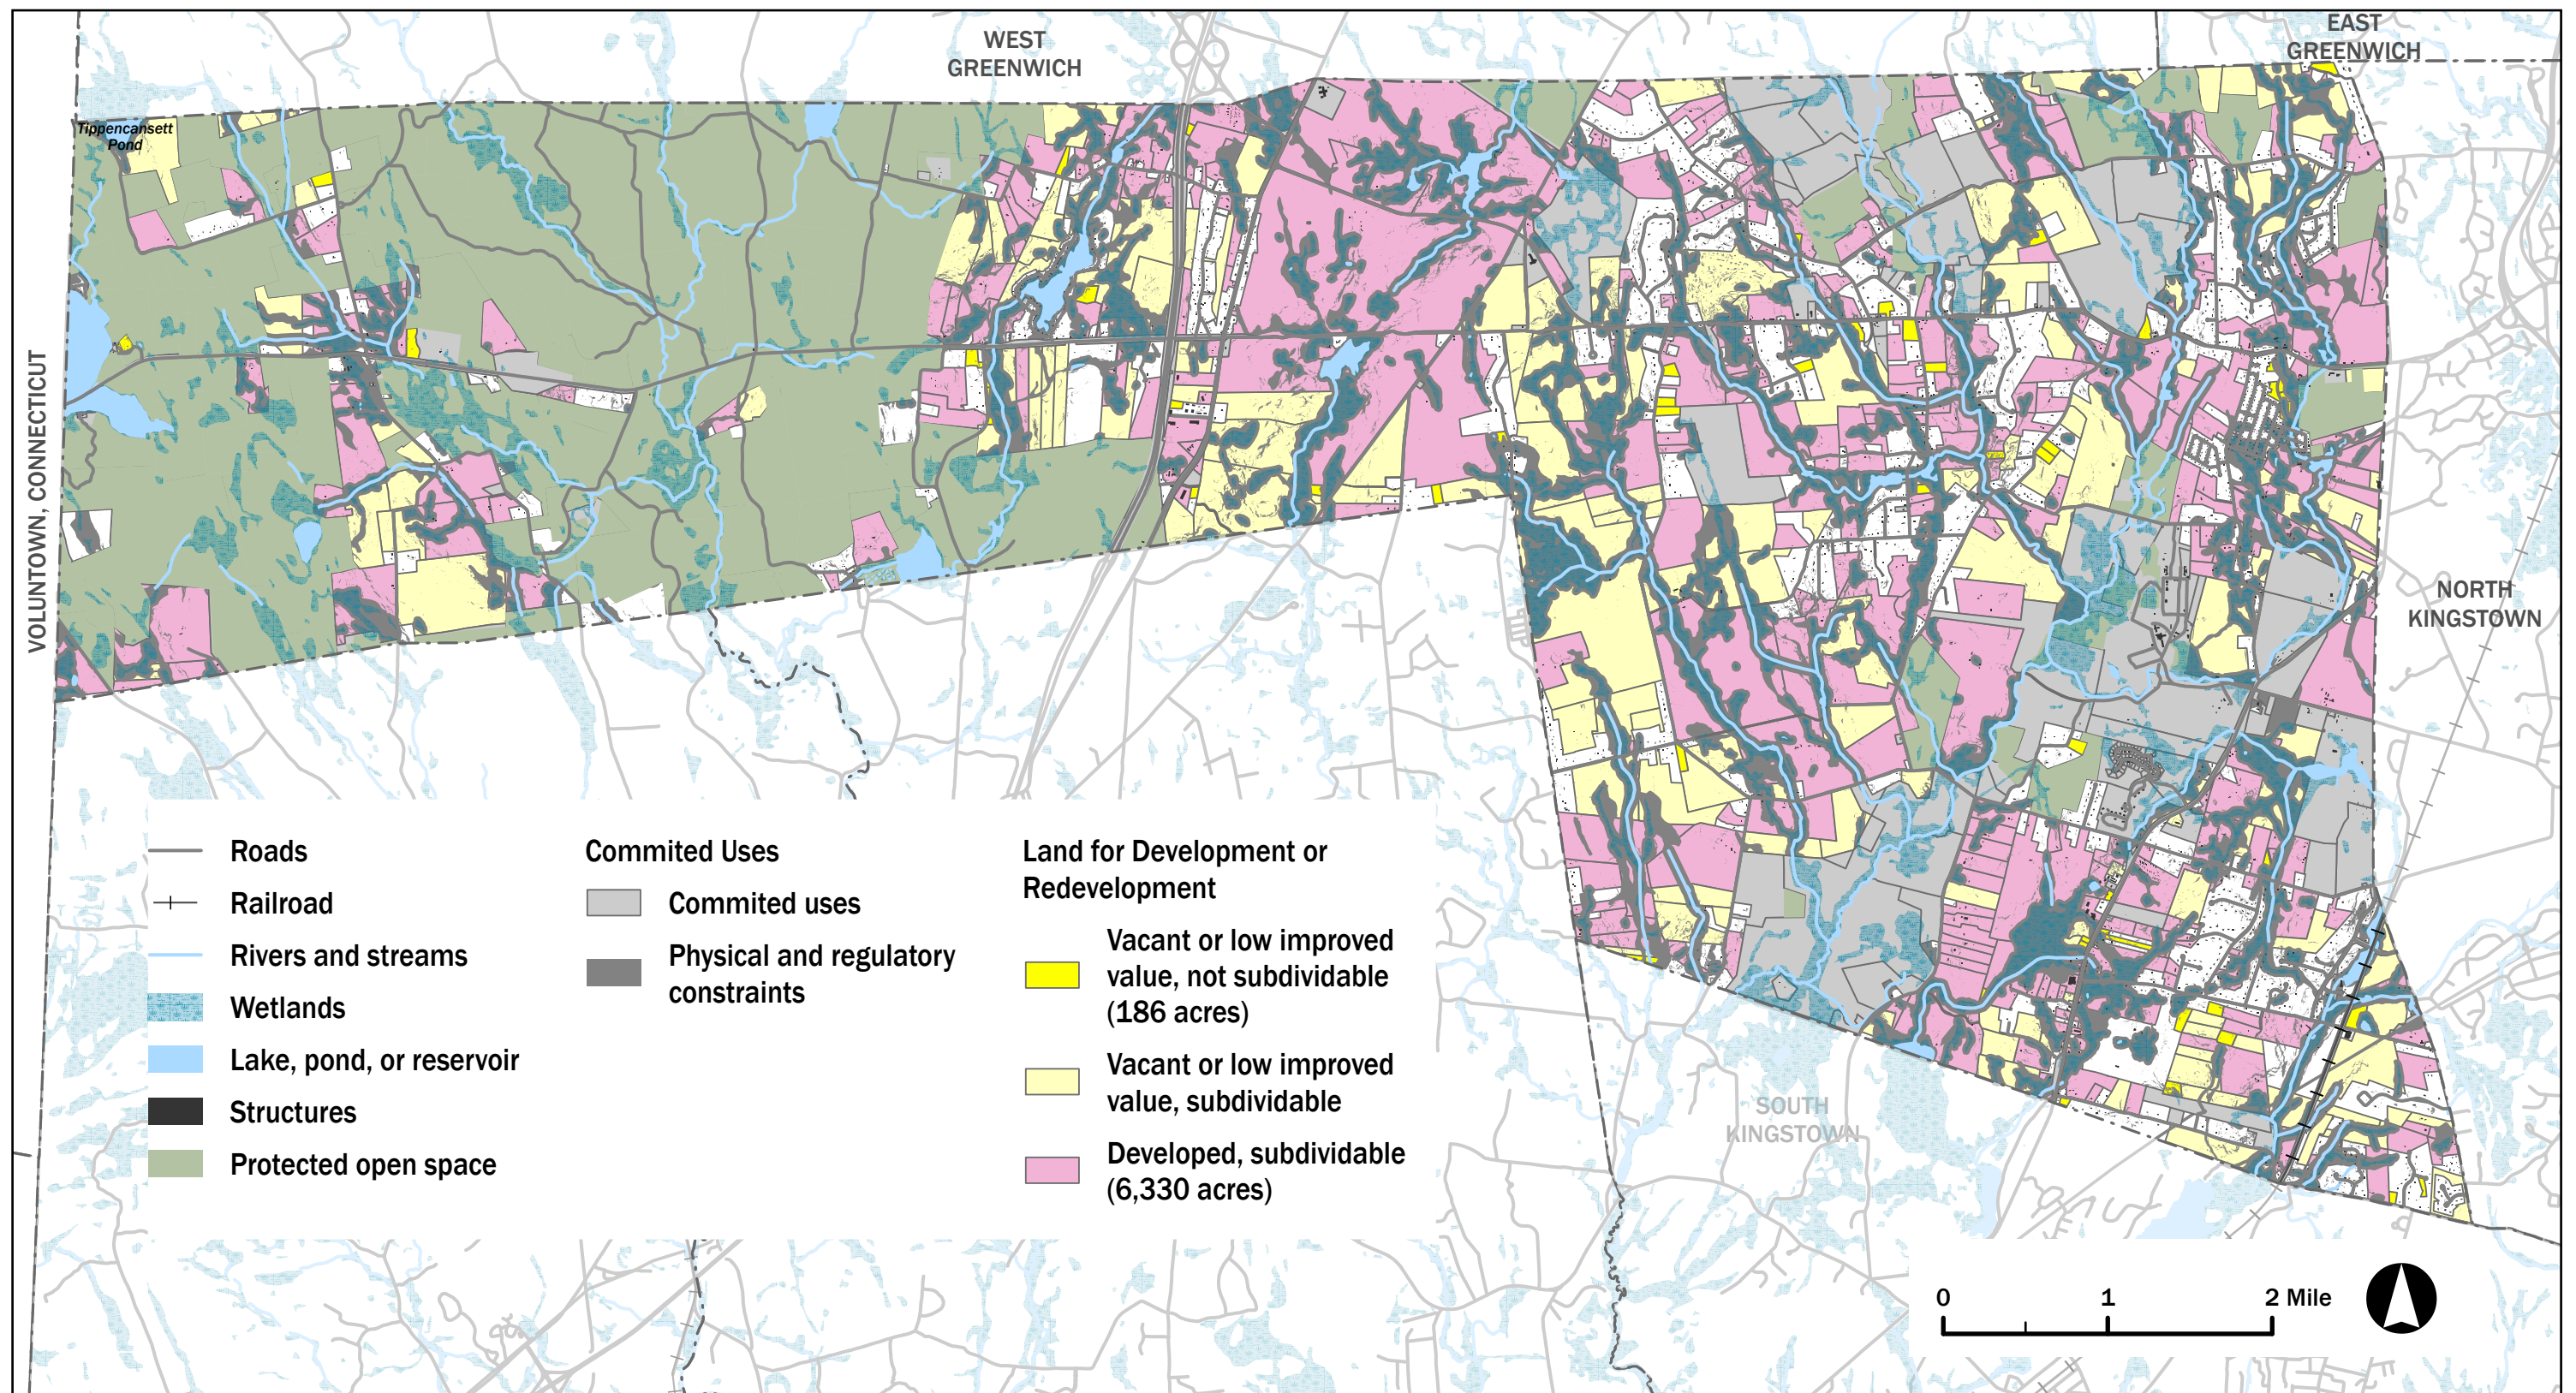 WEST
GREENWICH
EAST
GREENWICH
Tippencansett
Pond
VOLUNTOWN, CONNECTICUT
NORTH
KINGSTOWN
SOUTH
KINGSTOWN
Roads
Railroad
Rivers and streams
Wetlands
Lake, pond, or reservoir
Structures
Protected open space
Commited Uses
Commited uses
Physical and regulatory
constraints
Land for Development or
Redevelopment
Vacant or low improved
value, not subdividable
(186 acres)
Vacant or low improved
value, subdividable
Developed, subdividable
(6,330 acres)
0 1 2 Mile